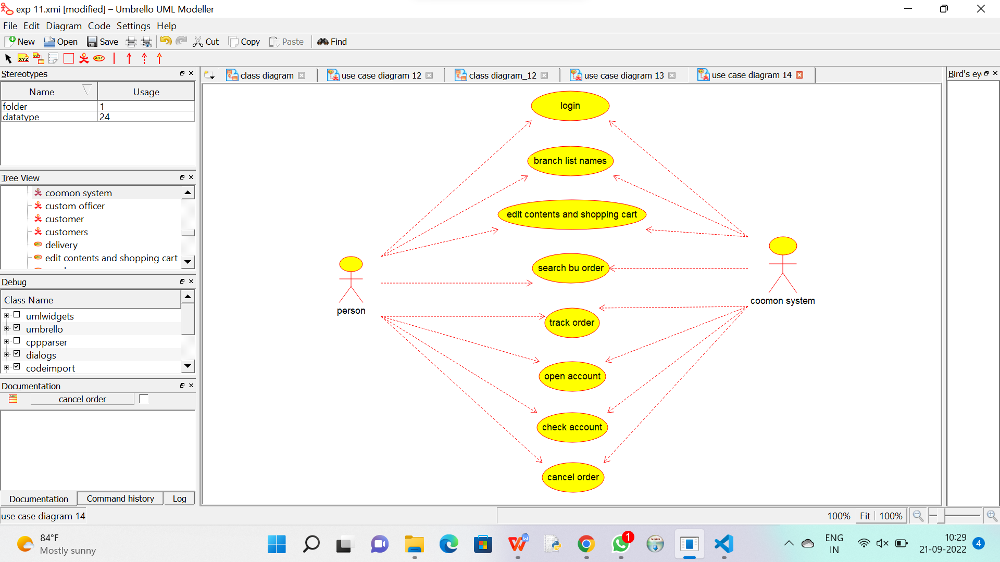 exp 11.xmi [modified] – Umbrello UML Modeller
File Edit Diagram Code Settings Help
New Open Save Cut Copy Paste Find
XYZ XYZ ABC
Stereotypes
Name Usage
folder 1
datatype 24
Tree View
coomon system
custom officer
customer
customers
delivery
edit contents and shopping cart
Debug
Class Name
umlwidgets
umbrello
cppparser
dialogs
codeimport
Documentation
cancel order
Documentation Command history Log
class diagram use case diagram 12 class diagram_12 use case diagram 13 use case diagram 14
Bird's ey
login
branch list names
edit contents and shopping cart
search bu order
track order
open account
check account
cancel order
person
coomon system
use case diagram 14
100% Fit 100%
84°F
Mostly sunny
1
ENG
IN
10:29
21-09-2022
4